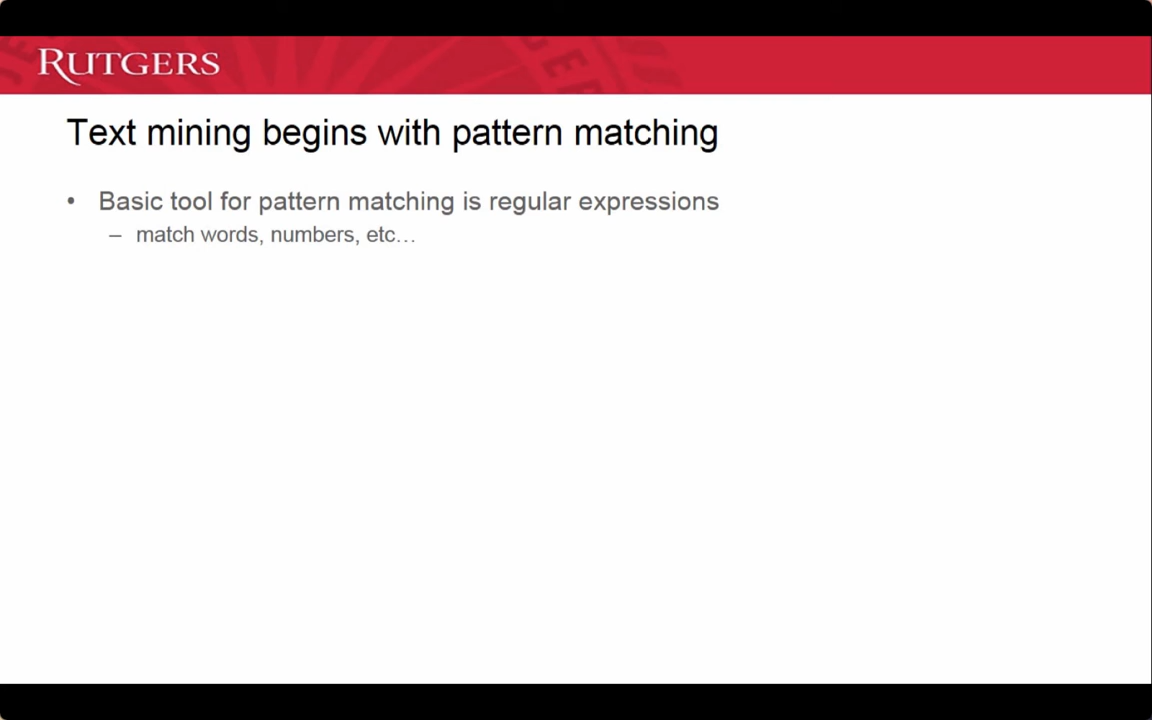 RUTGERS
Text mining begins with pattern matching
• Basic tool for pattern matching is regular expressions
– match words, numbers, etc…